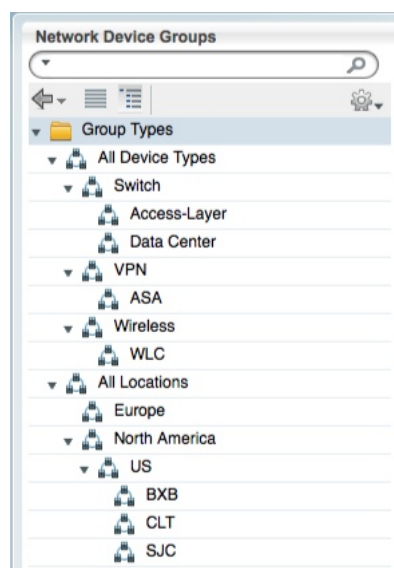 Network Device Groups
Group Types
All Device Types
Switch
Access-Layer
Data Center
VPN
ASA
Wireless
WLC
All Locations
Europe
North America
US
BXB
CLT
SJC